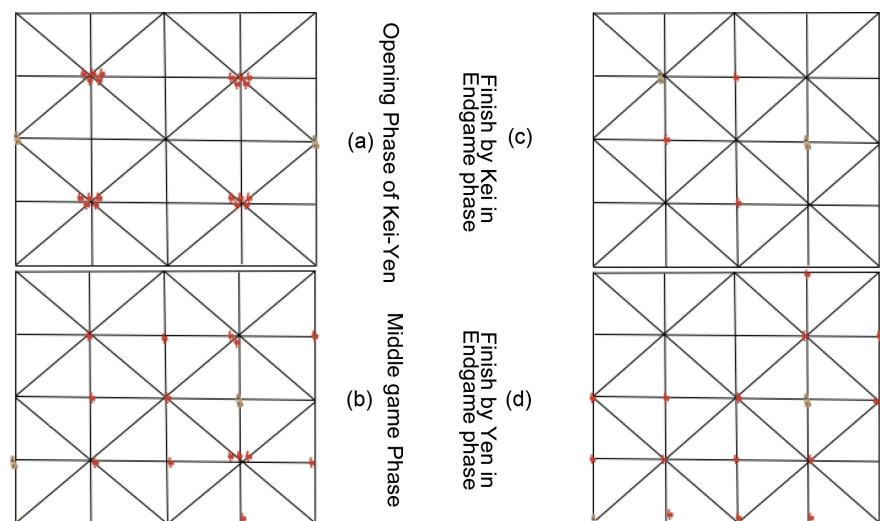 (a)
Opening Phase of Kei-Yen
(b)
Middle game Phase
(c)
Finish by Kei in
Endgame phase
(d)
Finish by Yen in
Endgame phase